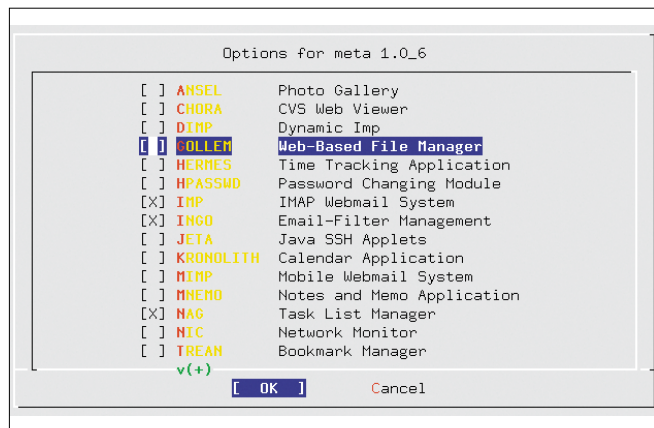 Options for meta 1.0_6
[ ] ANSEL Photo Gallery
[ ] CHORA CVS Web Viewer
[ ] DIMP Dynamic Imp
[ ] GOLLEM Web-Based File Manager
[ ] HERMES Time Tracking Application
[ ] HPASSWD Password Changing Module
[X] IMP IMAP Webmail System
[X] INGO Email-Filter Management
[ ] JETA Java SSH Applets
[ ] KRONOLITH Calendar Application
[ ] MIMP Mobile Webmail System
[ ] MNEMO Notes and Memo Application
[X] NAG Task List Manager
[ ] NIC Network Monitor
[ ] TREAN Bookmark Manager
v(+)
[ OK ] Cancel